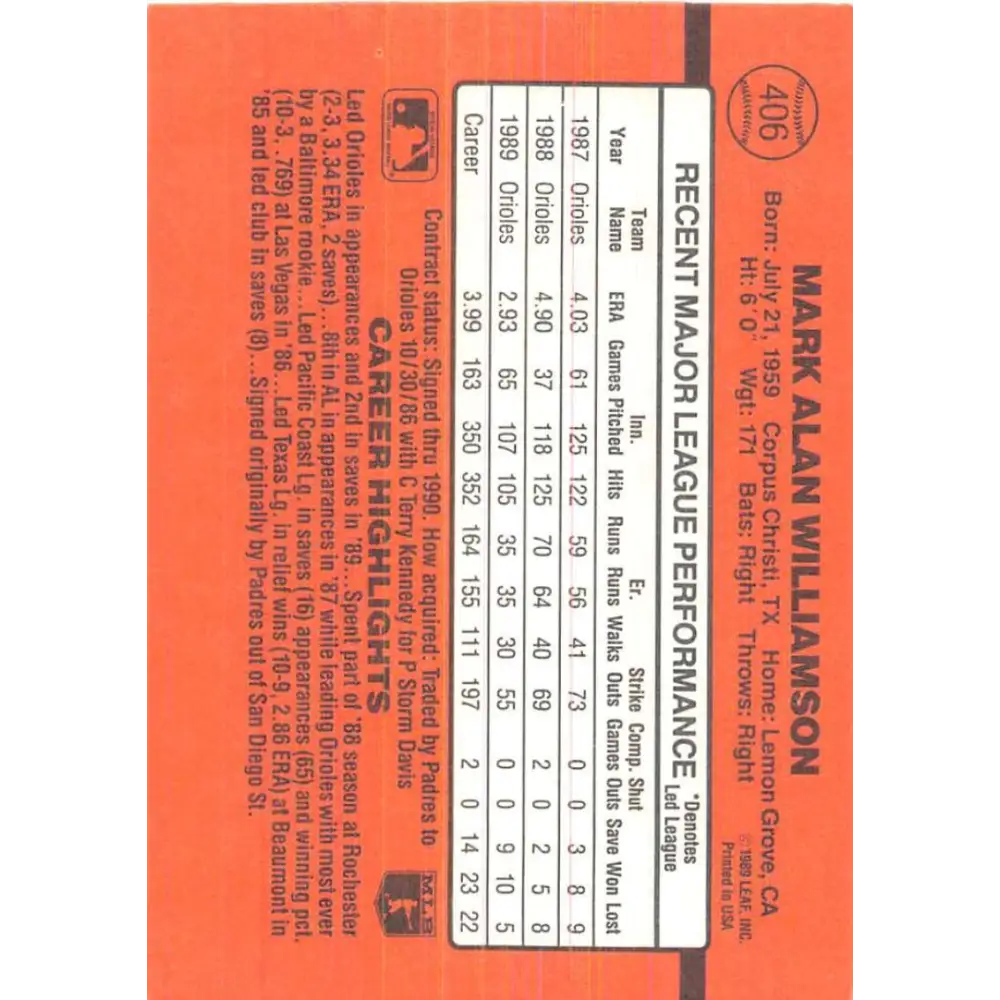 406
MARK ALAN WILLIAMSON
Born: July 21, 1959 Corpus Christi, TX Home: Lemon Grove, CA
Ht: 6'0" Wgt: 171 Bats: Right Throws: Right
© 1989 LEAF, INC.
Printed in USA
RECENT MAJOR LEAGUE PERFORMANCE *Denotes Led League
Team Inn. Er. Strike Comp. Shut
Year Name ERA Games Pitched Hits Runs Runs Walks Outs Games Outs Save Won Lost
1987 Orioles 4.03 61 125 122 59 56 41 73 0 0 3 8 9
1988 Orioles 4.90 37 118 125 70 64 40 69 2 0 2 5 8
1989 Orioles 2.93 65 107 105 35 35 30 55 0 0 9 10 5
Career 3.99 163 350 352 164 155 111 197 2 0 14 23 22
Contract status: Signed thru 1990. How acquired: Traded by Padres to
Orioles 10/30/86 with C Terry Kennedy for P Storm Davis
MLB
CAREER HIGHLIGHTS
Led Orioles in appearances and 2nd in saves in '89...Spent part of '88 season at Rochester
(2-3, 3.34 ERA, 2 saves)...8th in AL in appearances in '87 while leading Orioles with most ever
by a Baltimore rookie...Led Pacific Coast Lg. in saves (16) appearances (65) and winning pct.
(10-3, .769) at Las Vegas in '86...Led Texas Lg. in relief wins (10-9, 2.86 ERA) at Beaumont in
'85 and led club in saves (8)...Signed originally by Padres out of San Diego St.